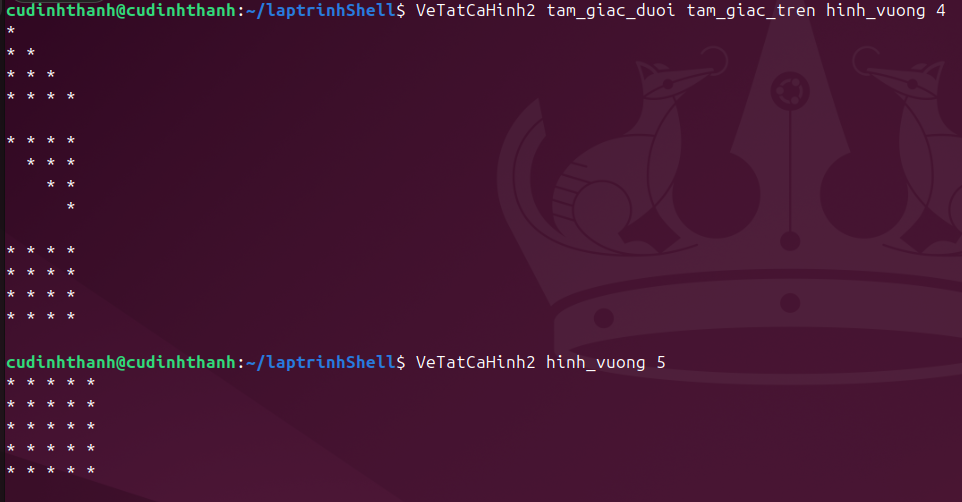 cudinhthanh@cudinhthanh:~/laptrinhShell$ VeTatCaHinh2 tam_giac_duoi tam_giac_tren hinh_vuong 4
*
* *
* * *
* * * *

* * * *
  * * *
    * *
      *

* * * *
* * * *
* * * *
* * * *

cudinhthanh@cudinhthanh:~/laptrinhShell$ VeTatCaHinh2 hinh_vuong 5
* * * * *
* * * * *
* * * * *
* * * * *
* * * * *